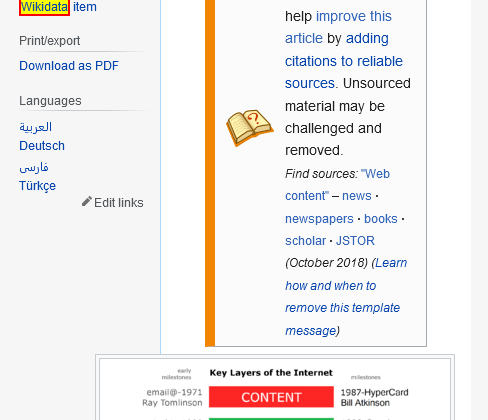 Wikidata item
Print/export
Download as PDF
Languages
العربية
Deutsch
فارسی
Türkçe
Edit links
help improve this
article by adding
citations to reliable
sources. Unsourced
material may be
challenged and
removed.
Find sources: "Web
content" – news ·
newspapers · books ·
scholar · JSTOR
(October 2018) (Learn
how and when to
remove this template
message)
early
milestones
Key Layers of the Internet
milestones
email@-1971
Ray Tomlinson
CONTENT
1987-HyperCard
Bill Atkinson